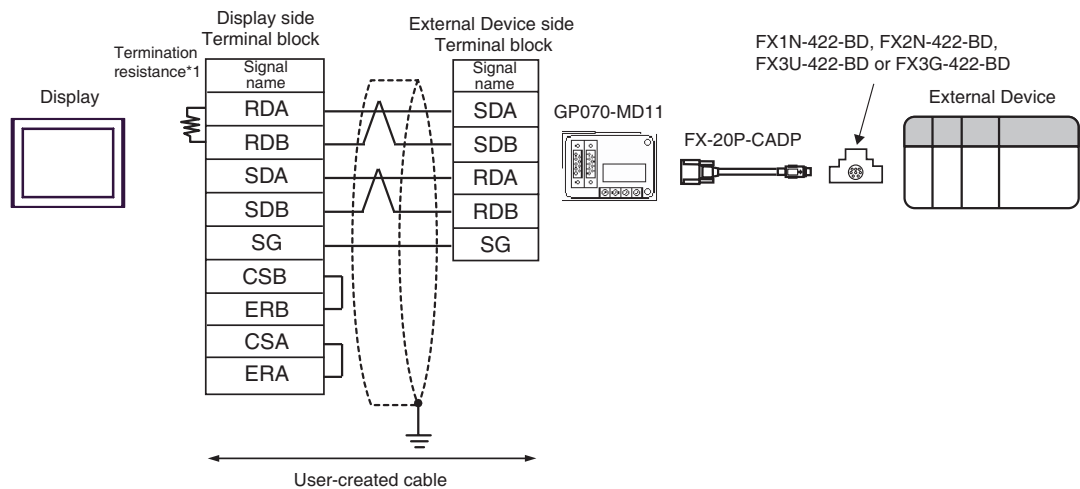 Display side
Terminal block
External Device side
Terminal block
Termination
resistance*1
FX1N-422-BD, FX2N-422-BD,
FX3U-422-BD or FX3G-422-BD
Display
Signal
name
Signal
name
External Device
RDA
SDA
GP070-MD11
FX-20P-CADP
RDB
SDB
SDA
RDA
SDB
RDB
SG
SG
CSB
ERB
CSA
ERA
User-created cable